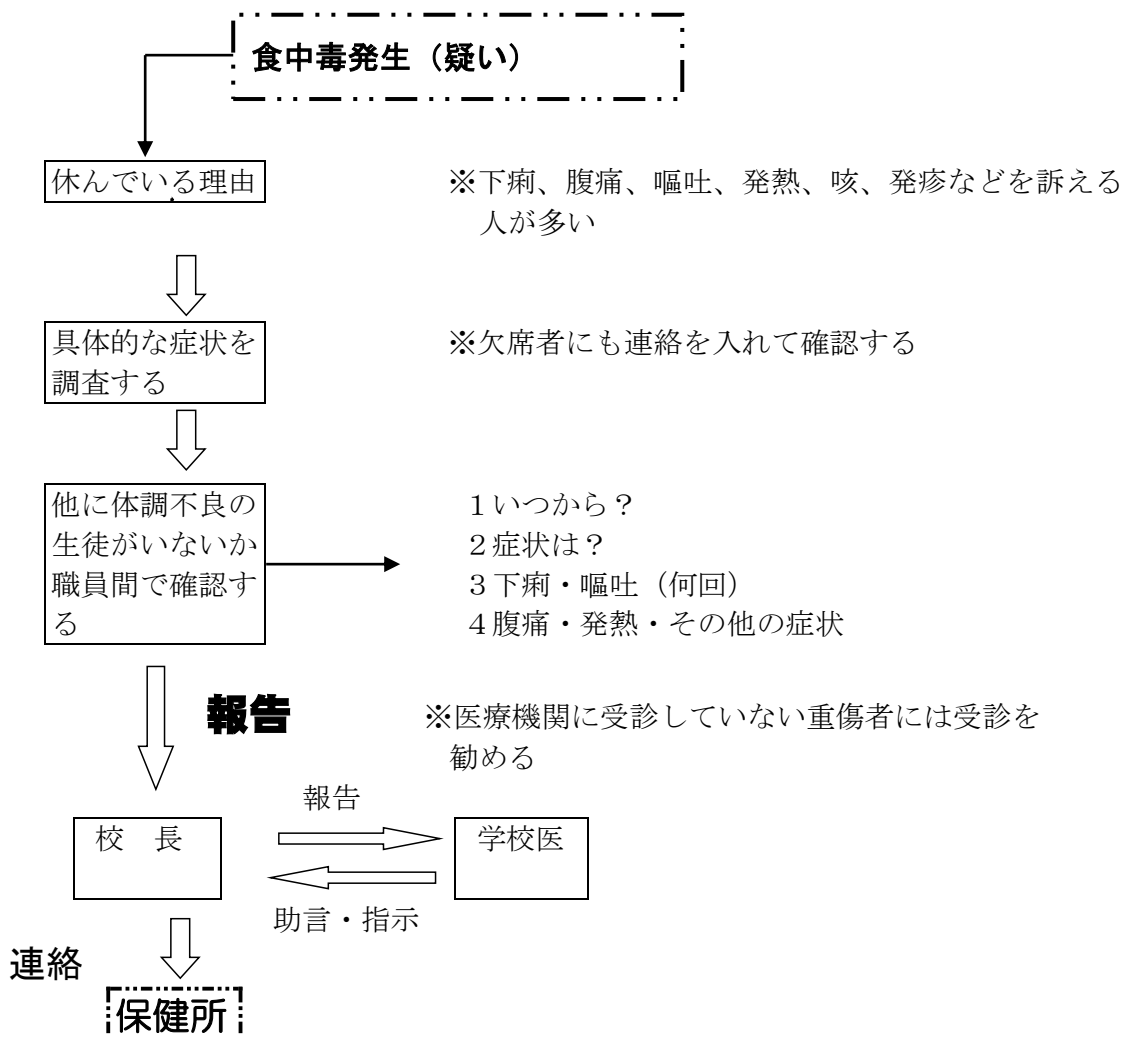 食中毒発生（疑い）
休んでいる理由
※下痢、腹痛、嘔吐、発熱、咳、発疹などを訴える
人が多い
具体的な症状を
調査する
※欠席者にも連絡を入れて確認する
他に体調不良の
生徒がいないか
職員間で確認す
る
１いつから？
２症状は？
３下痢・嘔吐（何回）
４腹痛・発熱・その他の症状
報告
※医療機関に受診していない重傷者には受診を
勧める
報告
校　長
学校医
助言・指示
連絡
保健所